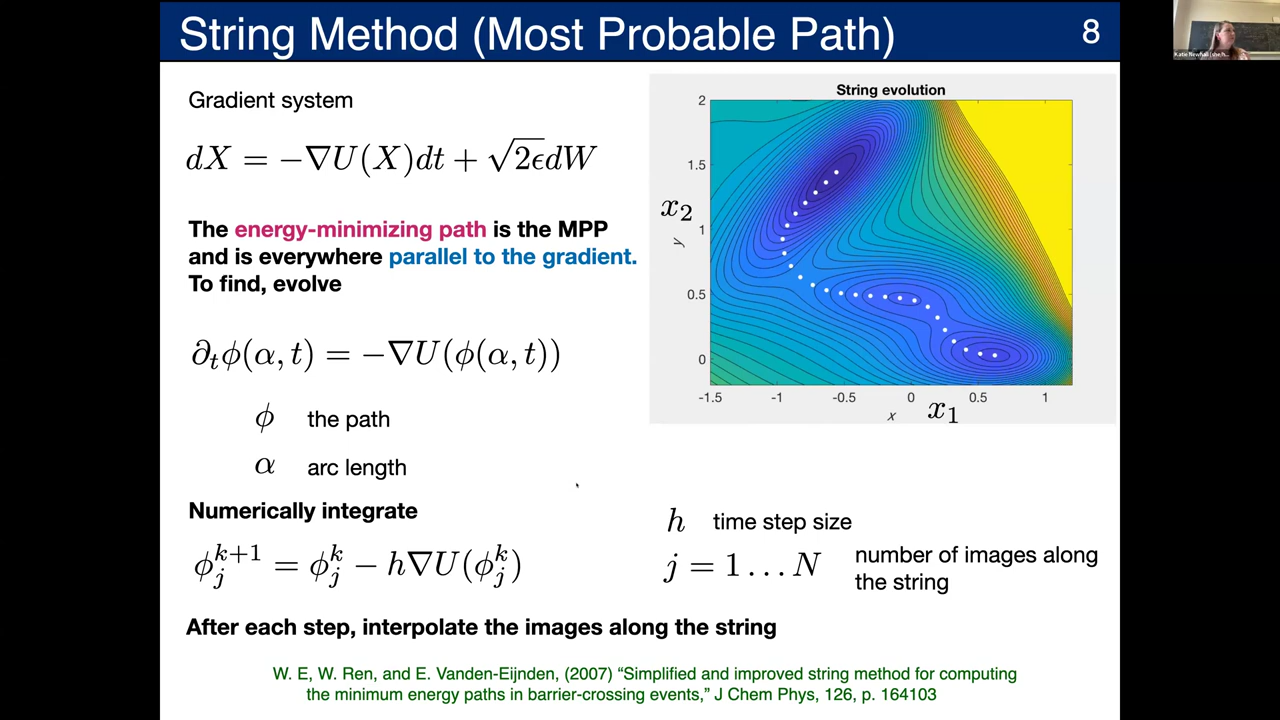 String Method (Most Probable Path)
8
Gradient system
dX = −∇U(X)dt + √2ϵdW
The energy-minimizing path is the MPP
and is everywhere parallel to the gradient.
To find, evolve
∂ₜϕ(α, t) = −∇U(ϕ(α, t))
ϕ the path
α arc length
Numerically integrate
ϕⱼᵏ⁺¹ = ϕⱼᵏ − h∇U(ϕⱼᵏ)
After each step, interpolate the images along the string
String evolution
2
1.5
1
0.5
0
x₂
y
-1.5 -1 -0.5 0 0.5 1
x
x₁
h time step size
j = 1 … N number of images along
the string
W. E, W. Ren, and E. Vanden-Eijnden, (2007) “Simplified and improved string method for computing
the minimum energy paths in barrier-crossing events,” J Chem Phys, 126, p. 164103